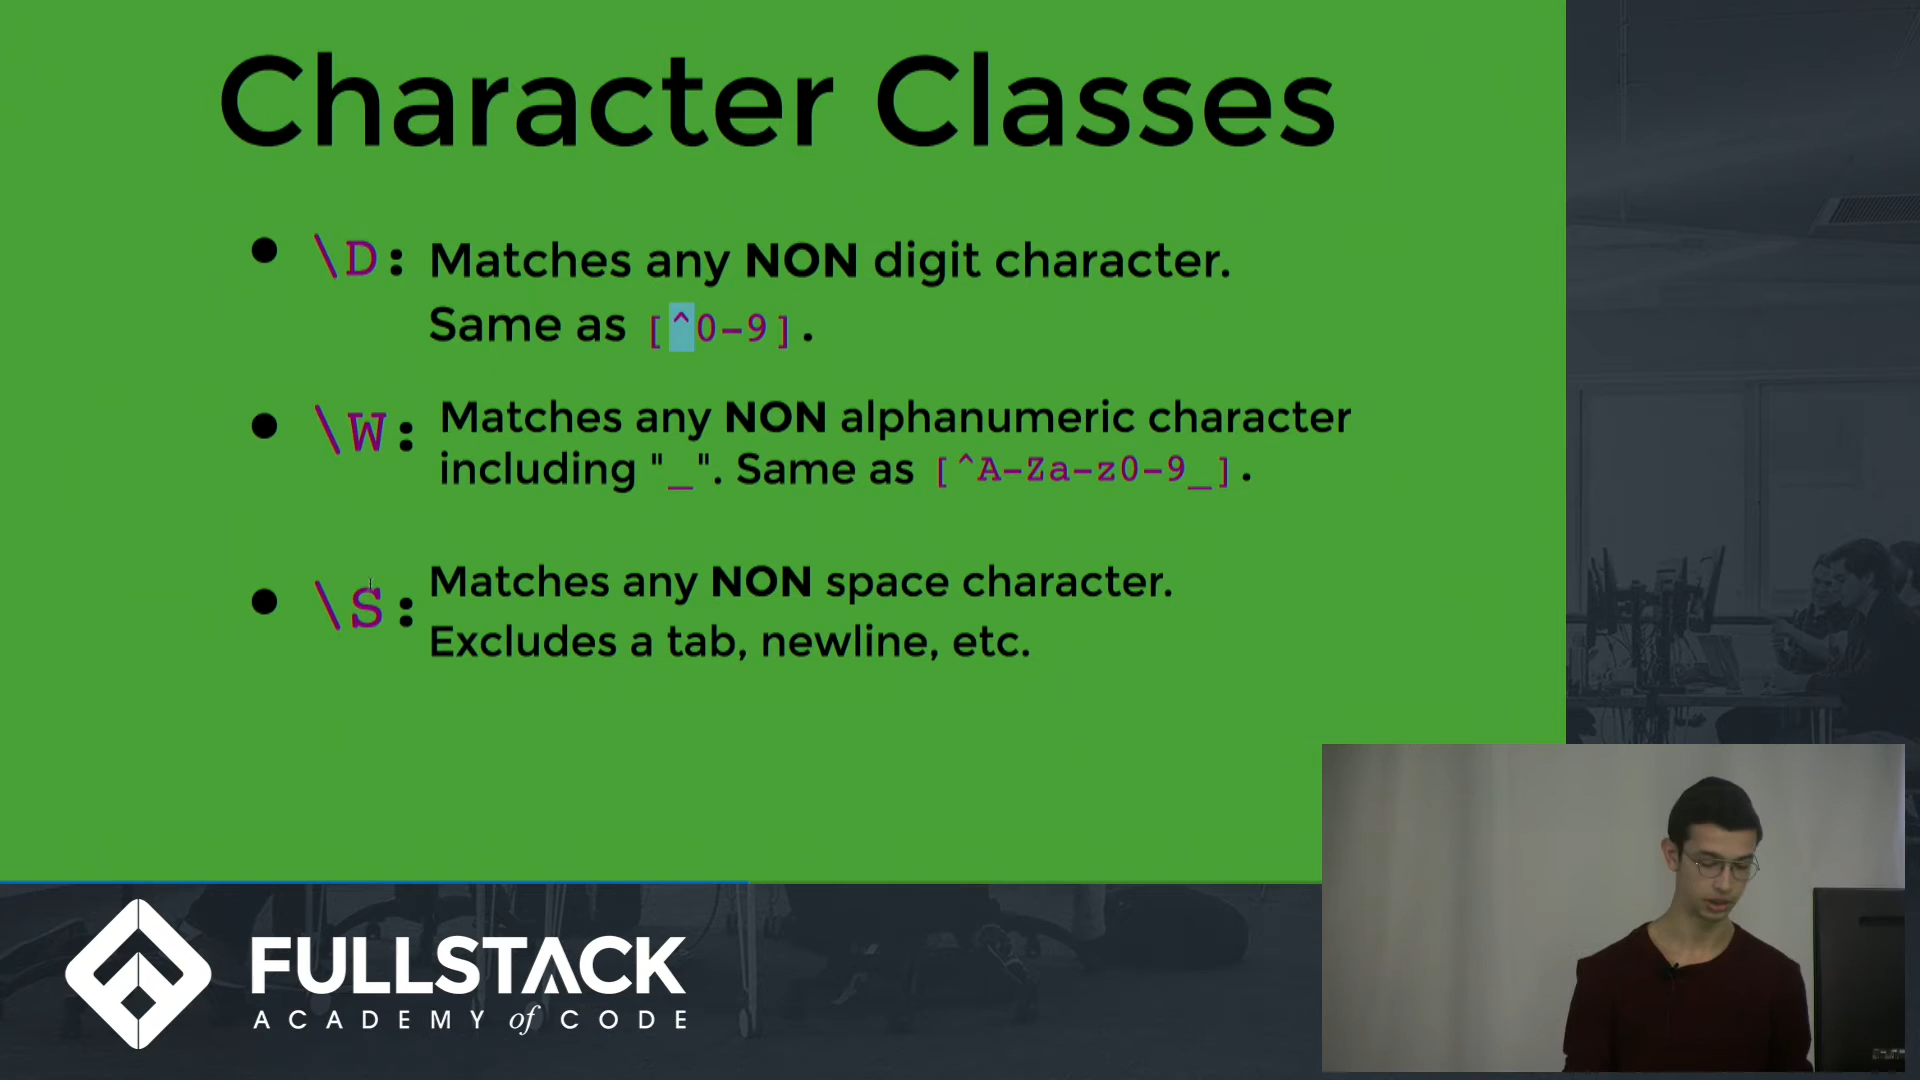 Character Classes
• \D: Matches any NON digit character.
Same as [^0-9].
• \W: Matches any NON alphanumeric character
including "_". Same as [^A-Za-z0-9_].
• \S: Matches any NON space character.
Excludes a tab, newline, etc.
FULLSTACK
ACADEMY of CODE